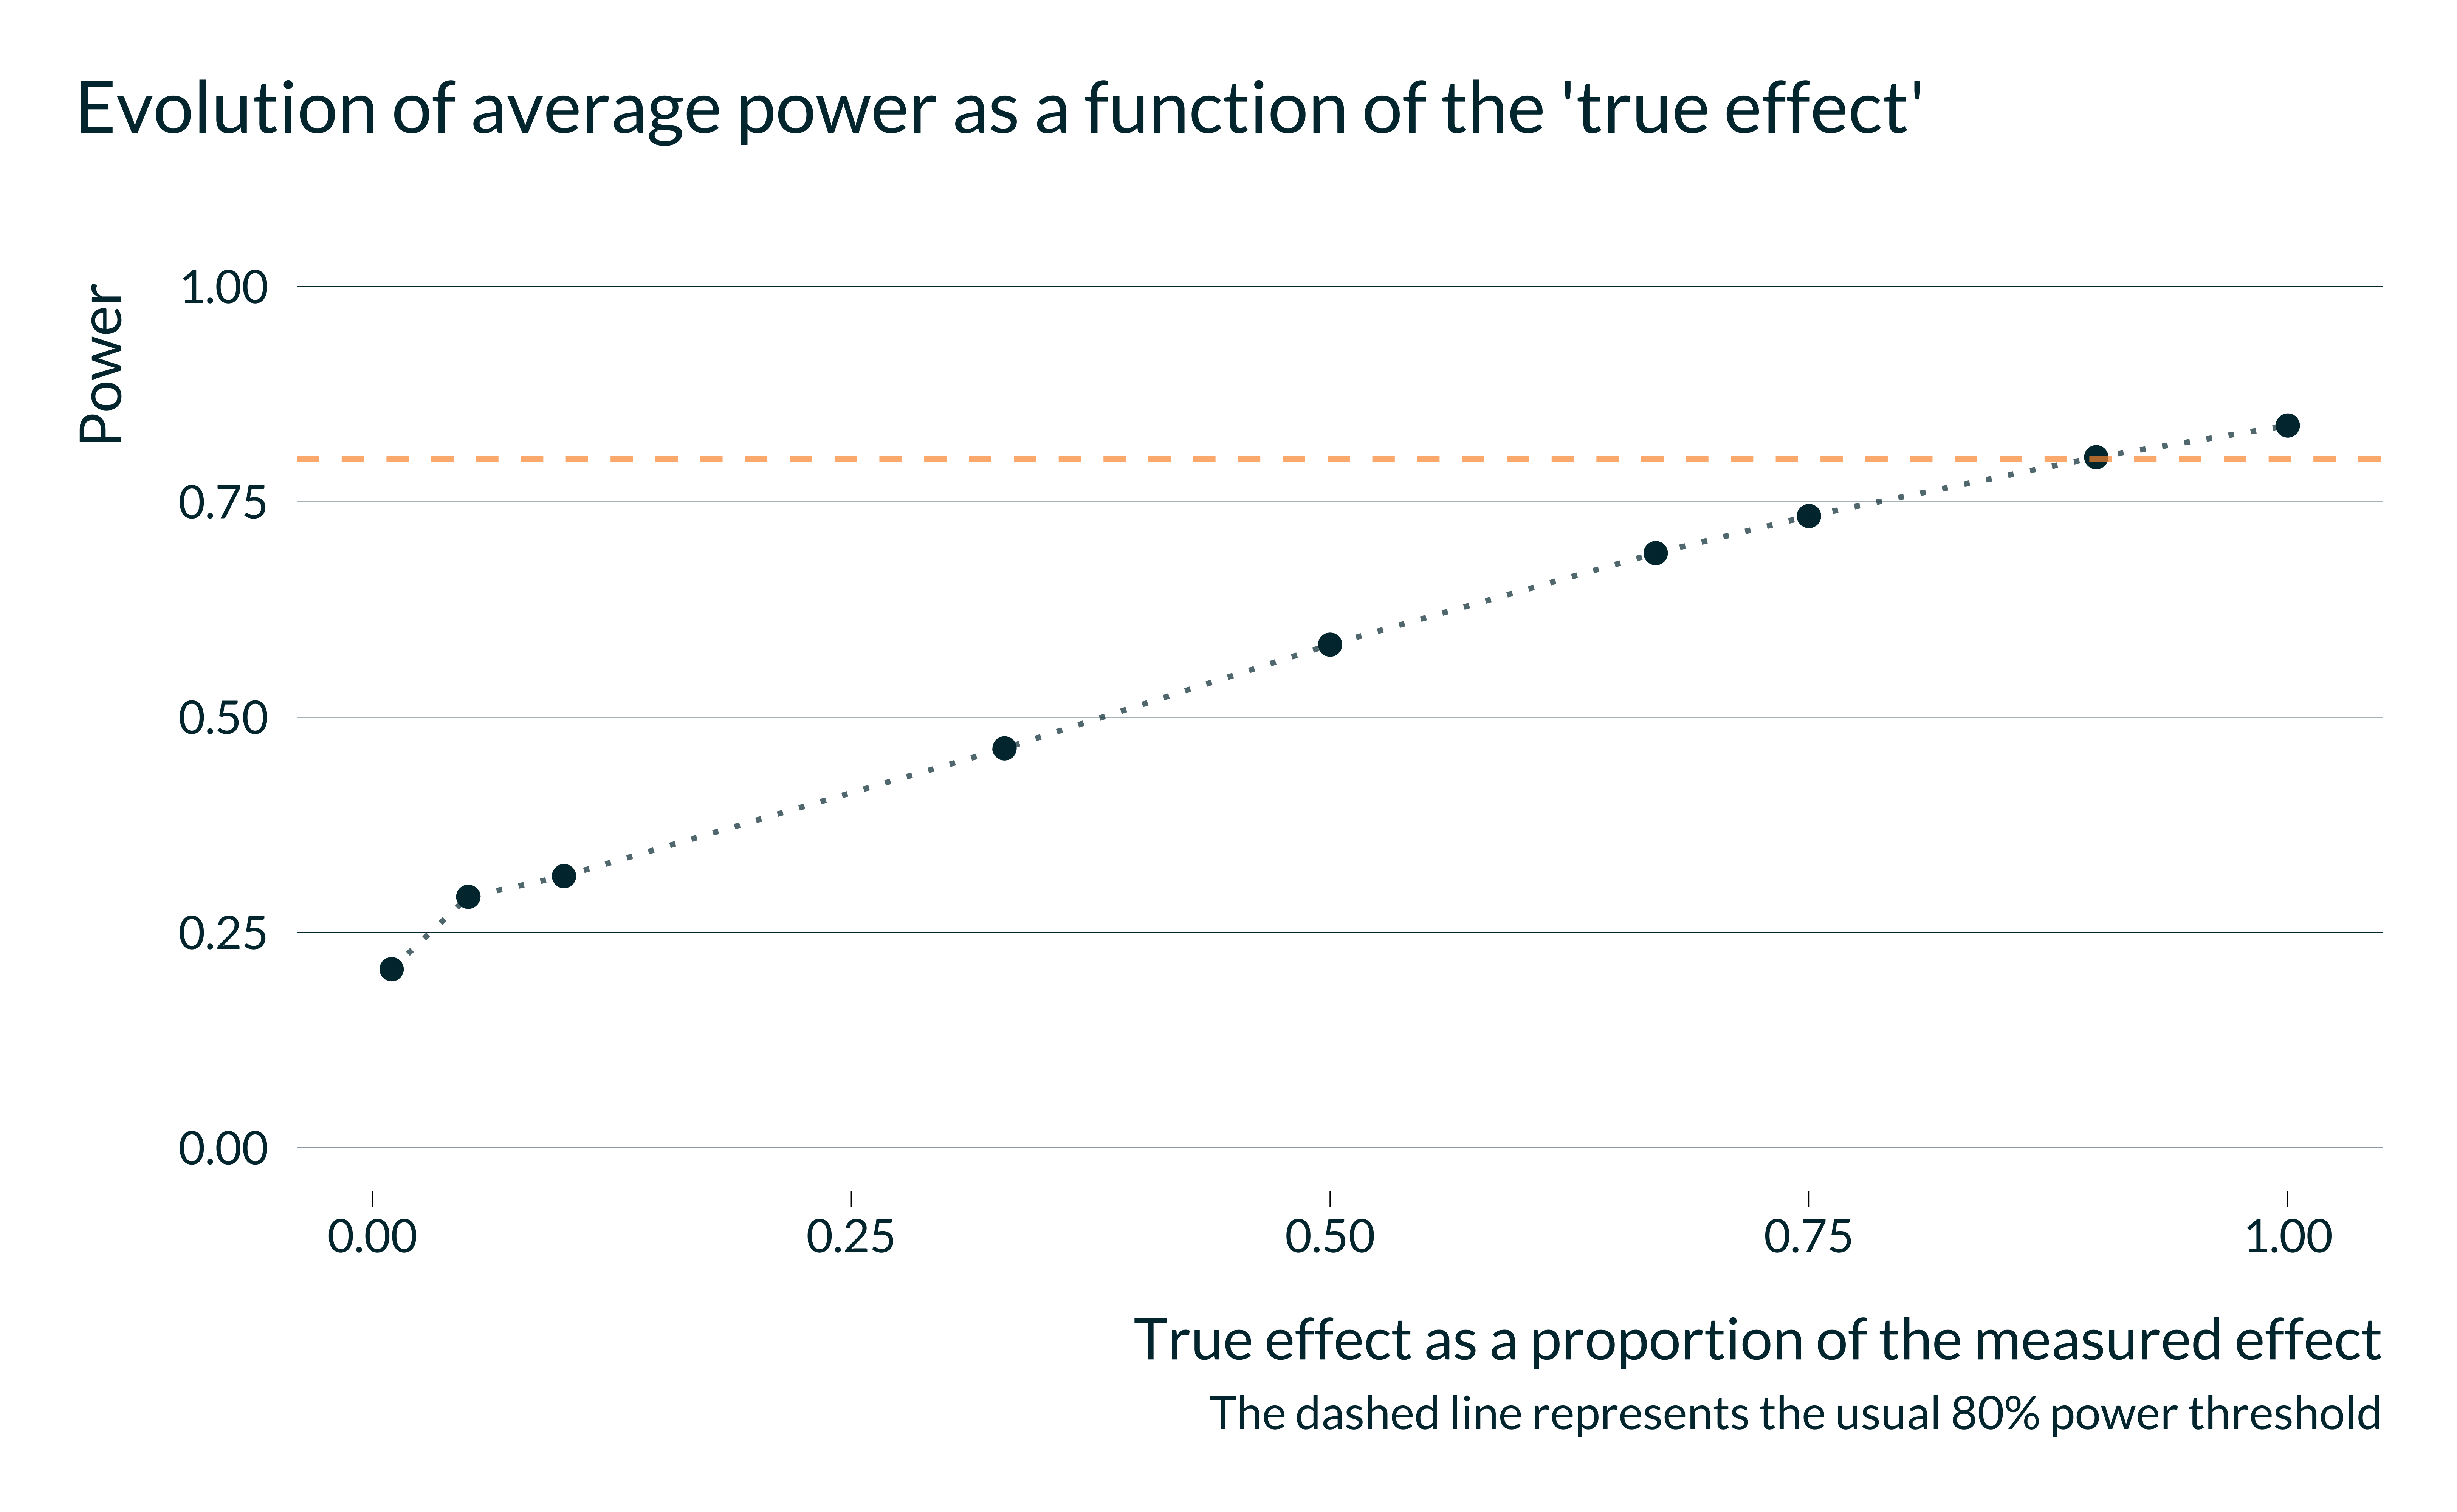 Evolution of average power as a function of the 'true effect'
Power
1.00
0.75
0.50
0.25
0.00
0.00 0.25 0.50 0.75 1.00
True effect as a proportion of the measured effect
The dashed line represents the usual 80% power threshold